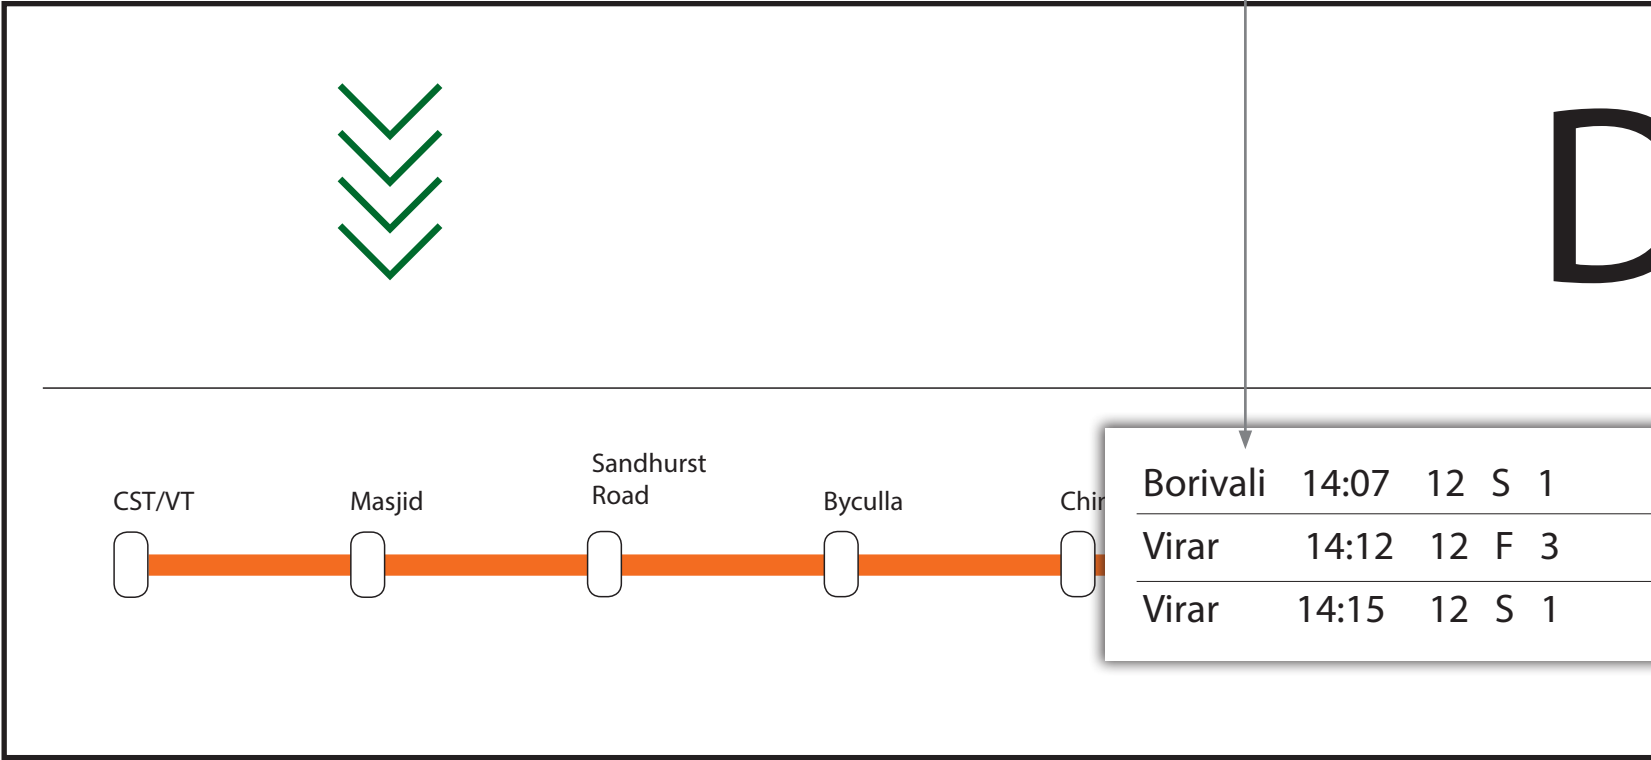 D
CST/VT
Masjid
Sandhurst
Road
Byculla
Borivali 14:07 12 S 1
Virar 14:12 12 F 3
Virar 14:15 12 S 1